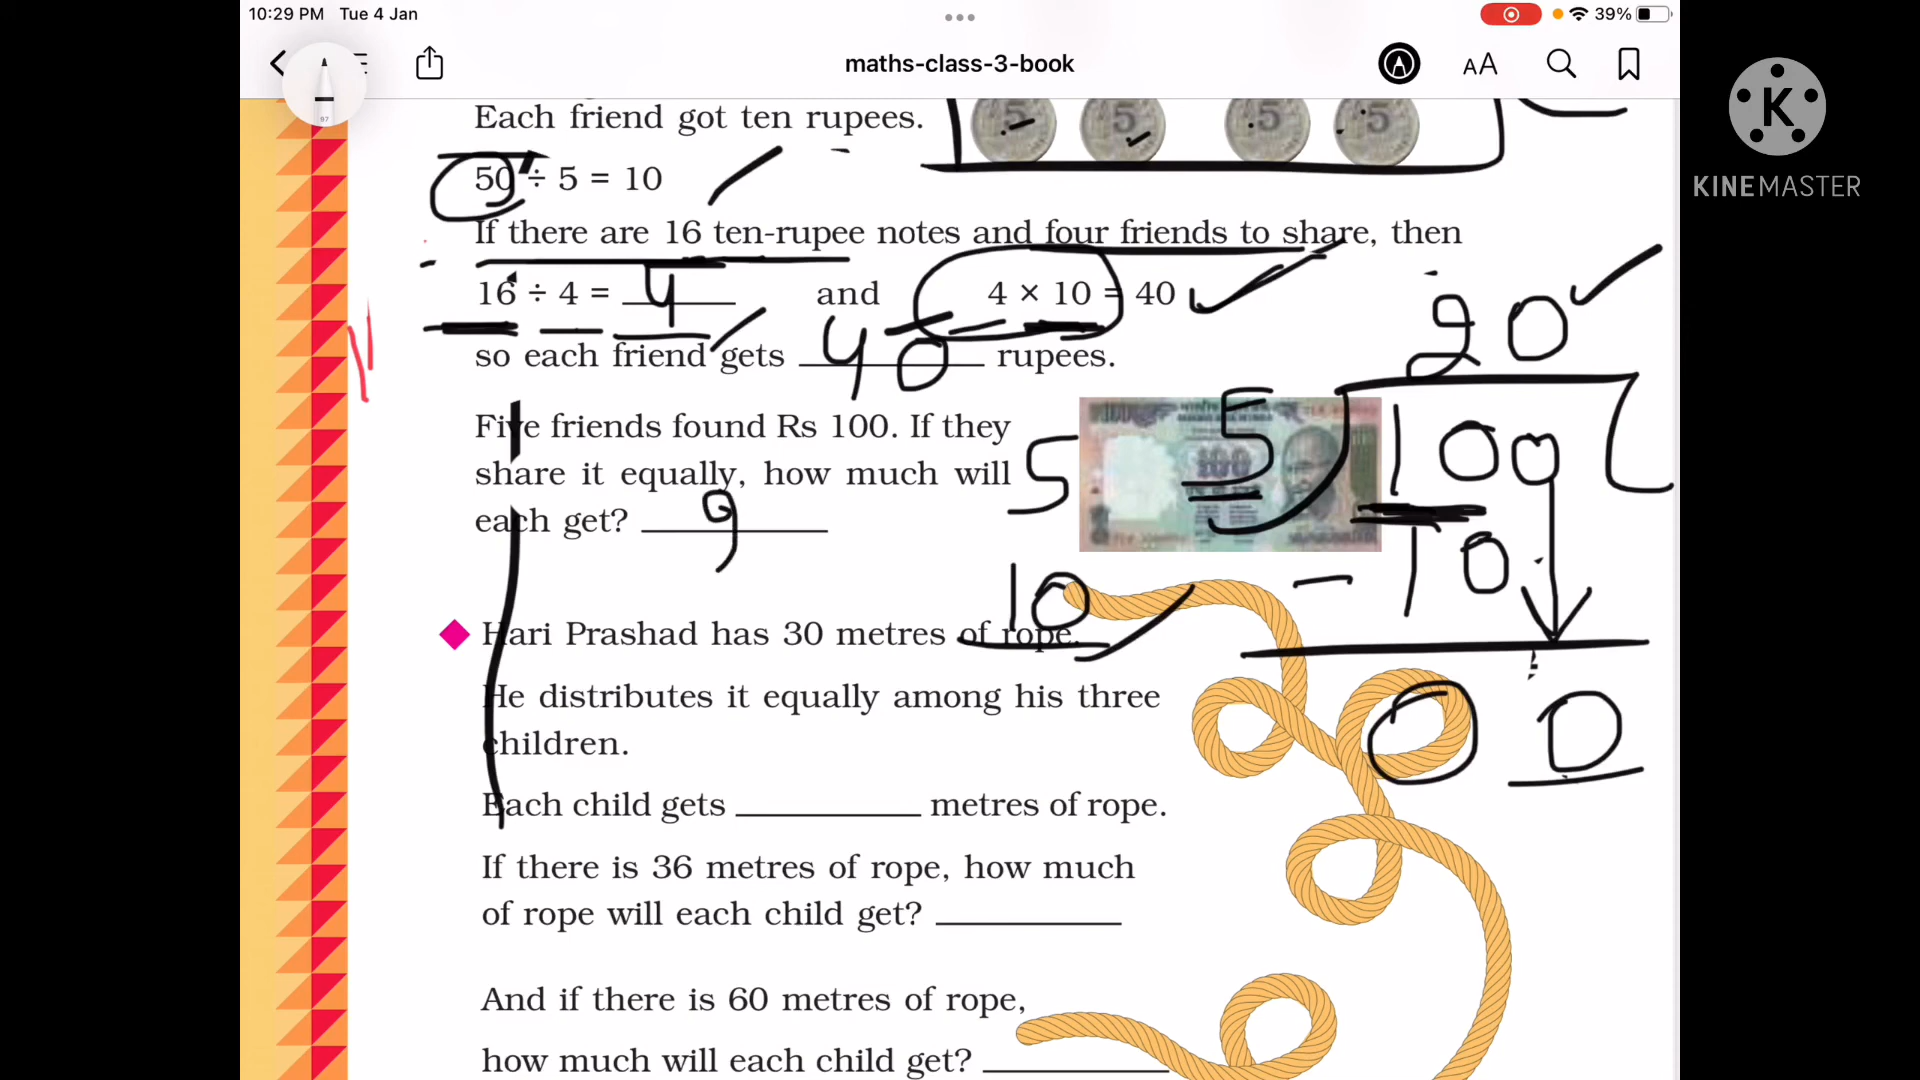 10:29 PM Tue 4 Jan
39%
maths-class-3-book
AA
KINEMASTER
Each friend got ten rupees.
5 5 5 5
50 ÷ 5 = 10
If there are 16 ten-rupee notes and four friends to share, then
16 ÷ 4 = 4 and 4 × 10 = 40
so each friend gets 40 rupees.
20
5 100
- 10
0 0
Five friends found Rs 100. If they
share it equally, how much will
each get?
5
10
Hari Prashad has 30 metres of rope.
He distributes it equally among his three
children.
Each child gets metres of rope.
If there is 36 metres of rope, how much
of rope will each child get?
And if there is 60 metres of rope,
how much will each child get?